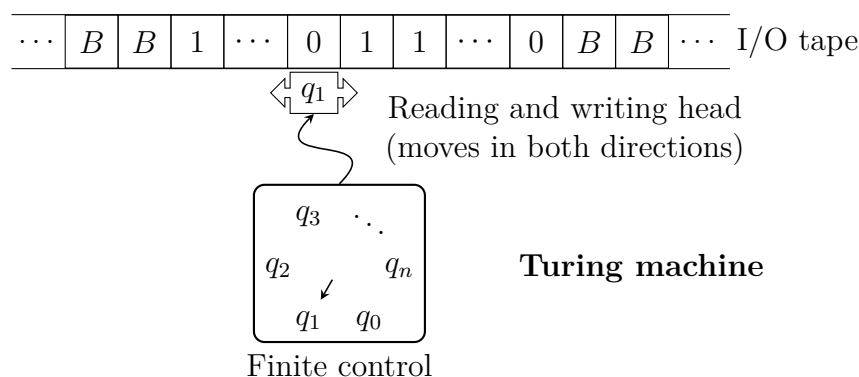 ⋯ B B 1 ⋯ 0 1 1 ⋯ 0 B B ⋯ I/O tape
q₁
Reading and writing head
(moves in both directions)
q₃ ⋱
q₂ qₙ
Turing machine
q₁ q₀
Finite control